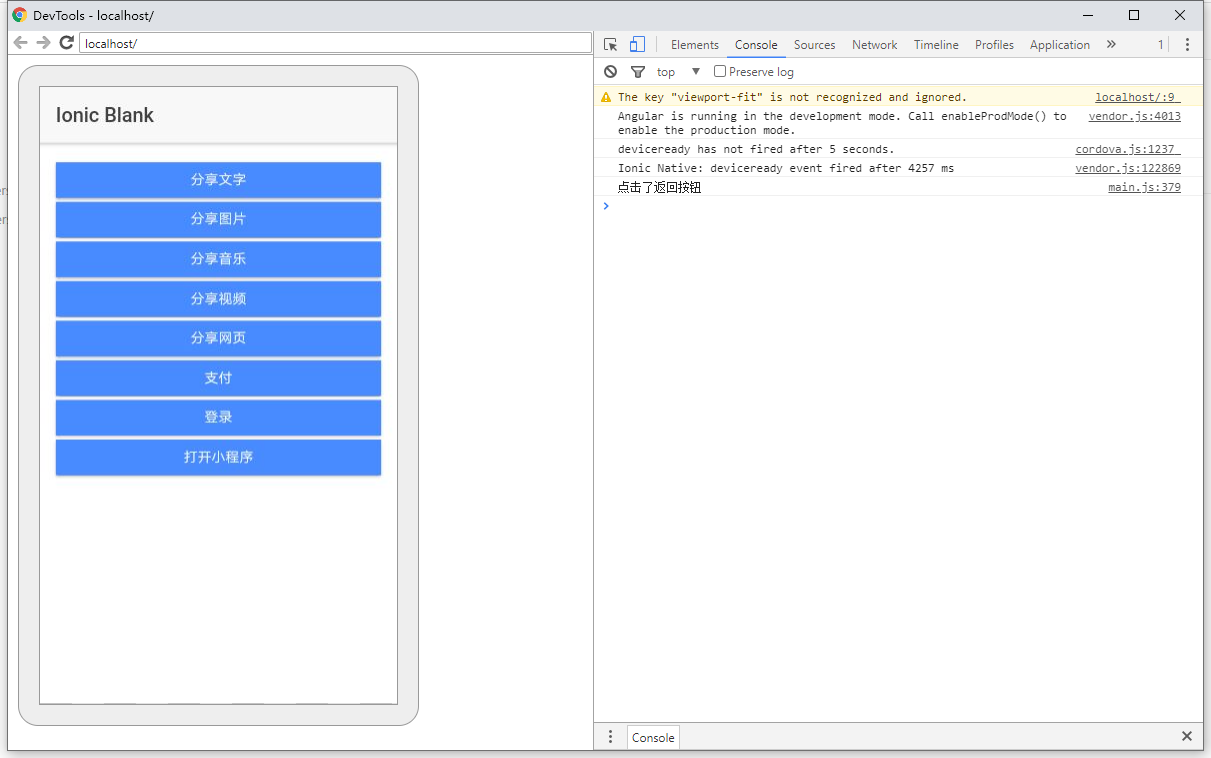 DevTools - localhost/
localhost/
Elements Console Sources Network Timeline Profiles Application » 1
top Preserve log
Ionic Blank
分享文字
分享图片
分享音乐
分享视频
分享网页
支付
登录
打开小程序
The key "viewport-fit" is not recognized and ignored. localhost/:9
Angular is running in the development mode. Call enableProdMode() to vendor.js:4013
enable the production mode.
deviceready has not fired after 5 seconds. cordova.js:1237
Ionic Native: deviceready event fired after 4257 ms vendor.js:122869
点击了返回按钮 main.js:379
Console